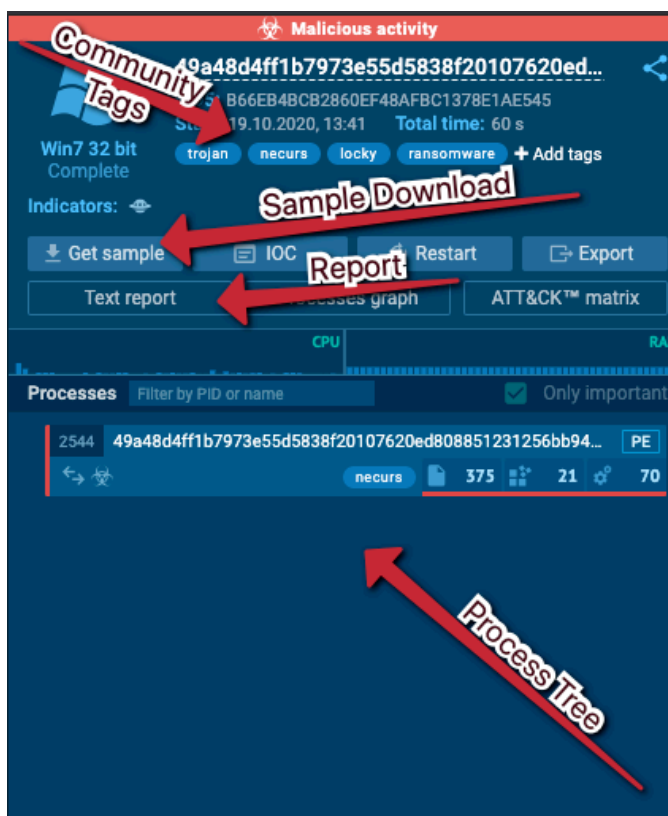 Malicious activity
Community
Tags
49a48d4ff1b7973e55d5838f20107620ed...
B66EB4BCB2860EF48AFBC1378E1AE545
19.10.2020, 13:41 Total time: 60 s
Win7 32 bit
Complete
trojan necurs locky ransomware + Add tags
Indicators:
Sample Download
Get sample IOC Restart Export
Report
Text report graph ATT&CK™ matrix
CPU RA
Processes Filter by PID or name Only important
2544 49a48d4ff1b7973e55d5838f20107620ed808851231256bb94... PE
necurs 375 21 70
Process Tree